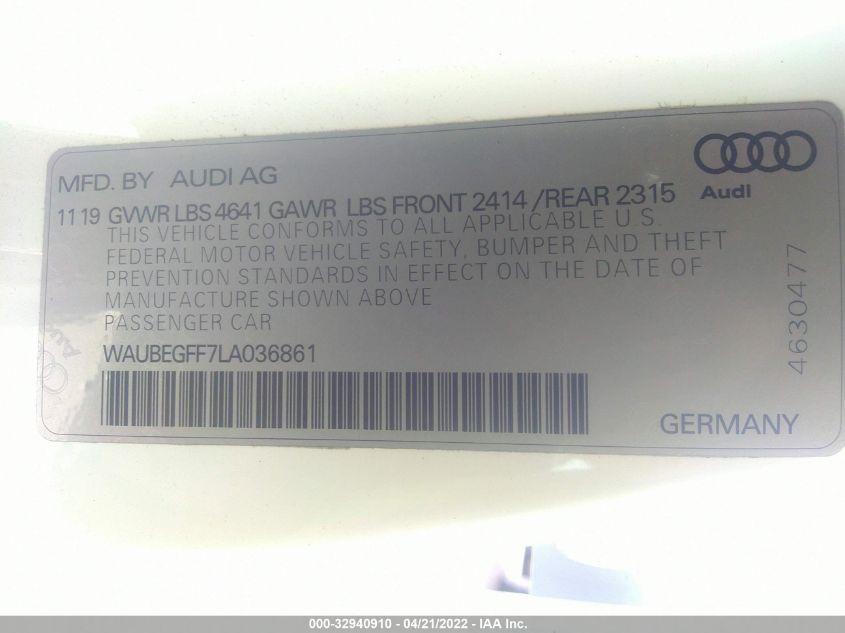 MFD. BY AUDI AG
Audi
1119 GVWR LBS 4641 GAWR LBS FRONT 2414 /REAR 2315
THIS VEHICLE CONFORMS TO ALL APPLICABLE U.S.
FEDERAL MOTOR VEHICLE SAFETY, BUMPER AND THEFT
PREVENTION STANDARDS IN EFFECT ON THE DATE OF
MANUFACTURE SHOWN ABOVE
PASSENGER CAR
WAUBEGFF7LA036861
4630477
GERMANY
000-32940910 - 04/21/2022 - IAA Inc.